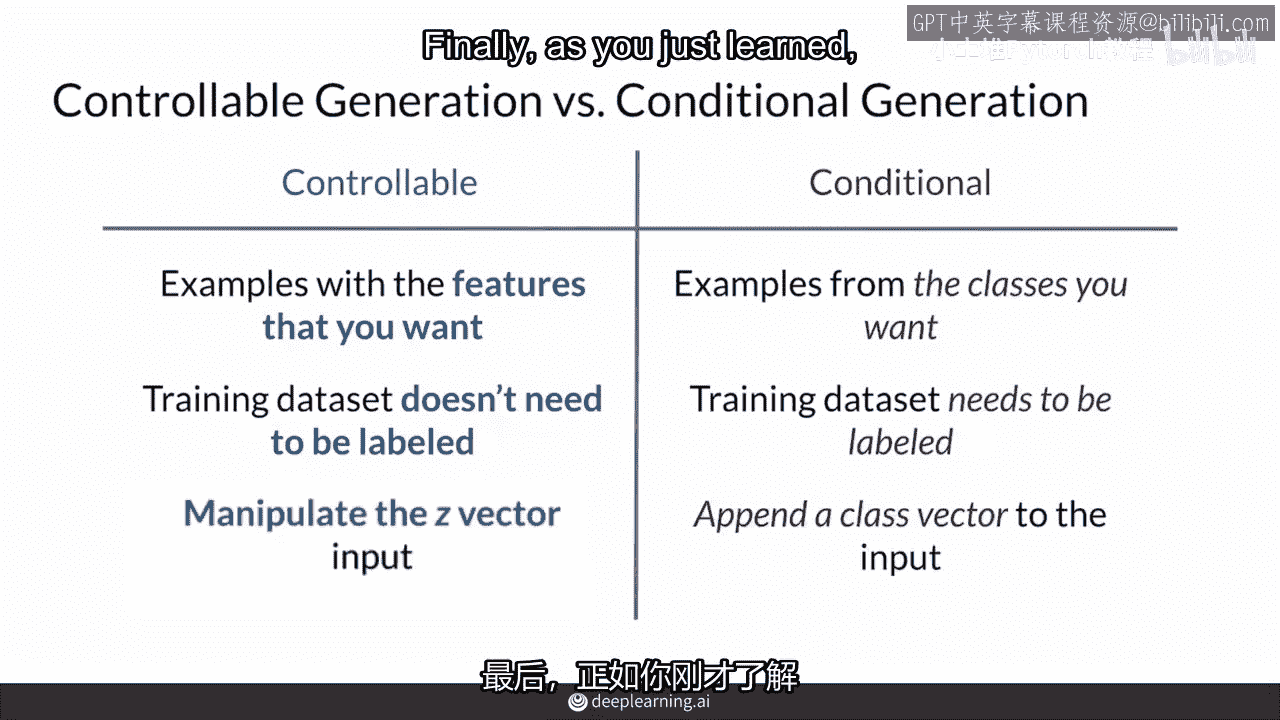 GPT中英字幕课程资源@bilibili.com
Finally, as you just learned,
bilibili
Controllable Generation vs. Conditional Generation
Controllable
Conditional
Examples with the features
that you want
Examples from the classes you
want
Training dataset doesn't need
to be labeled
Training dataset needs to be
labeled
Manipulate the z vector
input
Append a class vector to the
input
最后，正如你刚才了解
deeplearning.ai